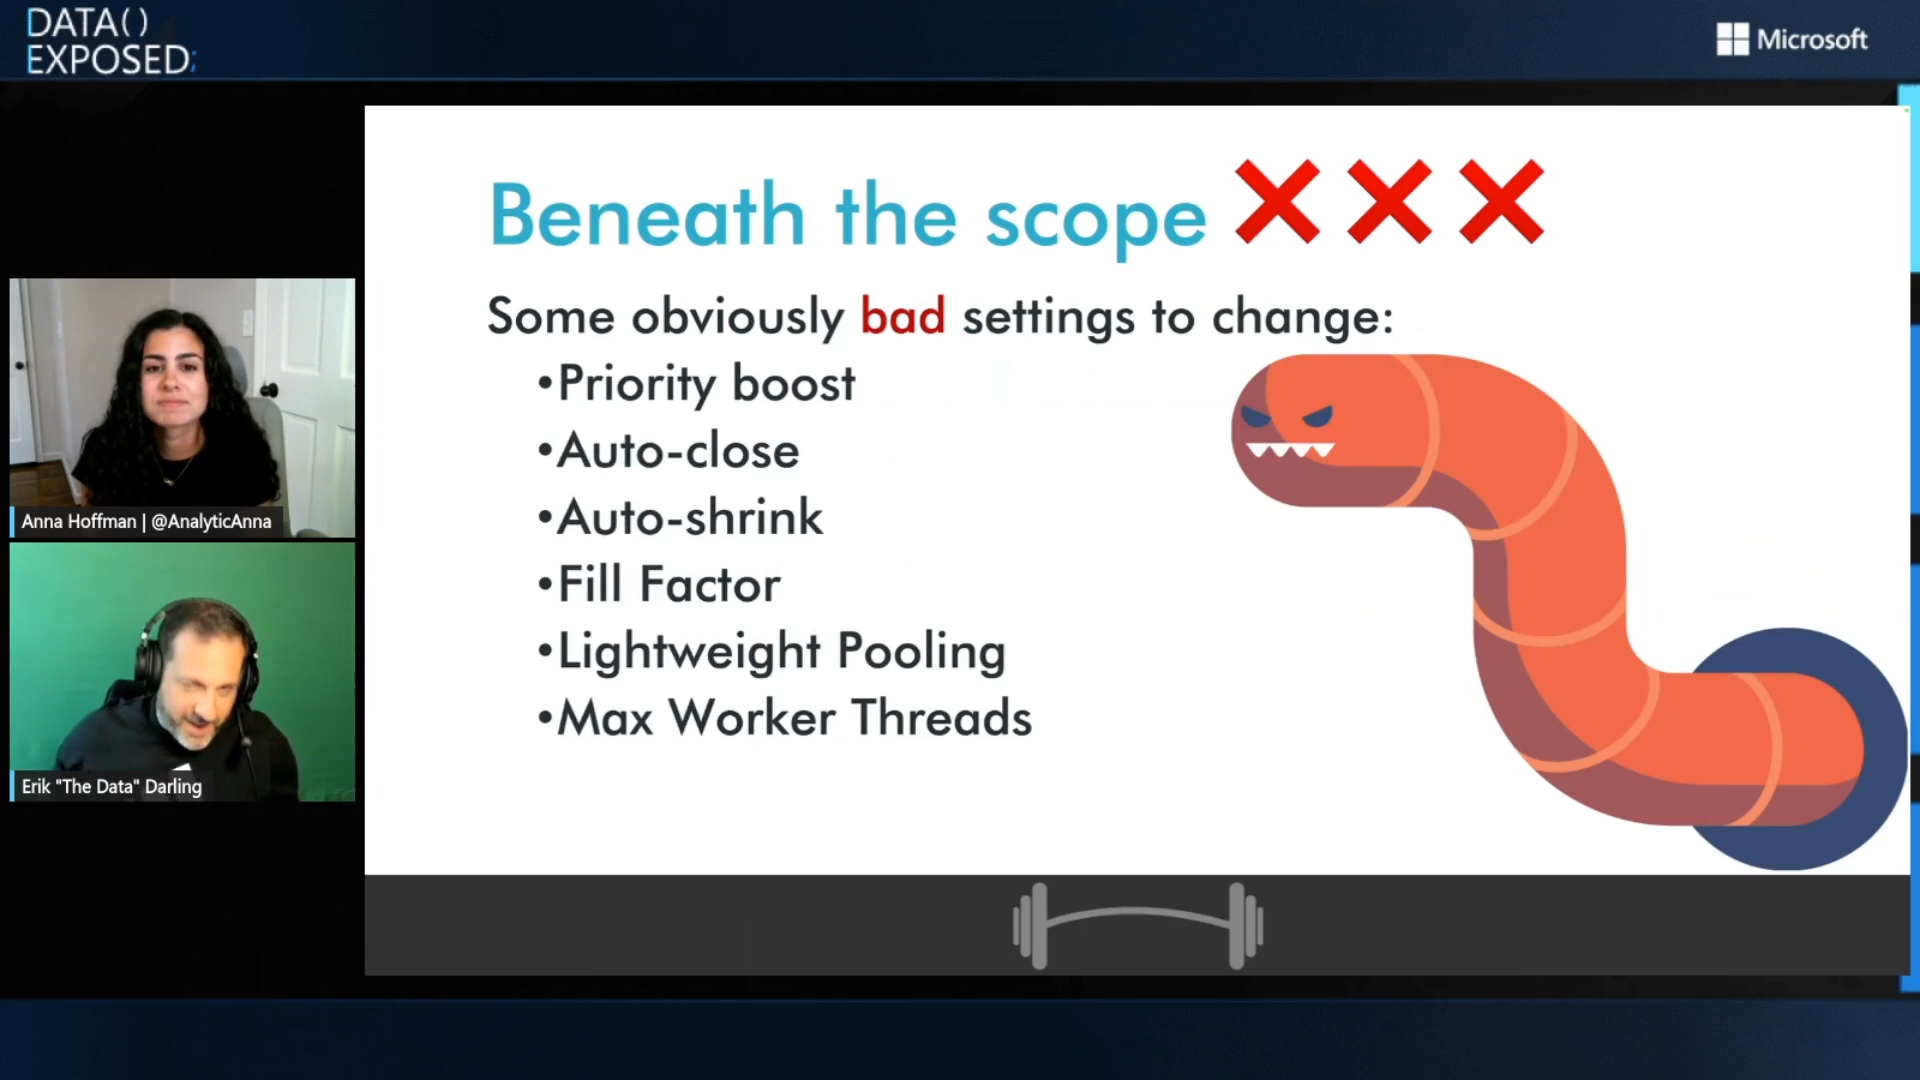 DATA()
EXPOSED;
Microsoft
Beneath the scope ❌❌❌
Some obviously bad settings to change:
•Priority boost
•Auto-close
•Auto-shrink
•Fill Factor
•Lightweight Pooling
•Max Worker Threads
Anna Hoffman | @AnalyticAnna
Erik "The Data" Darling